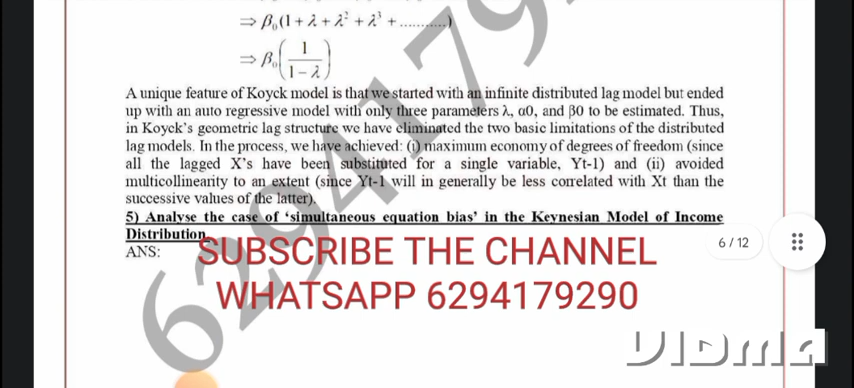 ⇒ β₀(1 + λ + λ² + λ³ + ...........)
⇒ β₀(1/(1 − λ))
A unique feature of Koyck model is that we started with an infinite distributed lag model but ended
up with an auto regressive model with only three parameters λ, α0, and β0 to be estimated. Thus,
in Koyck's geometric lag structure we have eliminated the two basic limitations of the distributed
lag models. In the process, we have achieved: (i) maximum economy of degrees of freedom (since
all the lagged X's have been substituted for a single variable, Yt-1) and (ii) avoided
multicollinearity to an extent (since Yt-1 will in generally be less correlated with Xt than the
successive values of the latter).
5) Analyse the case of 'simultaneous equation bias' in the Keynesian Model of Income
Distribution
ANS:
SUBSCRIBE THE CHANNEL
WHATSAPP 6294179290
6 / 12
6294179
VIDMA